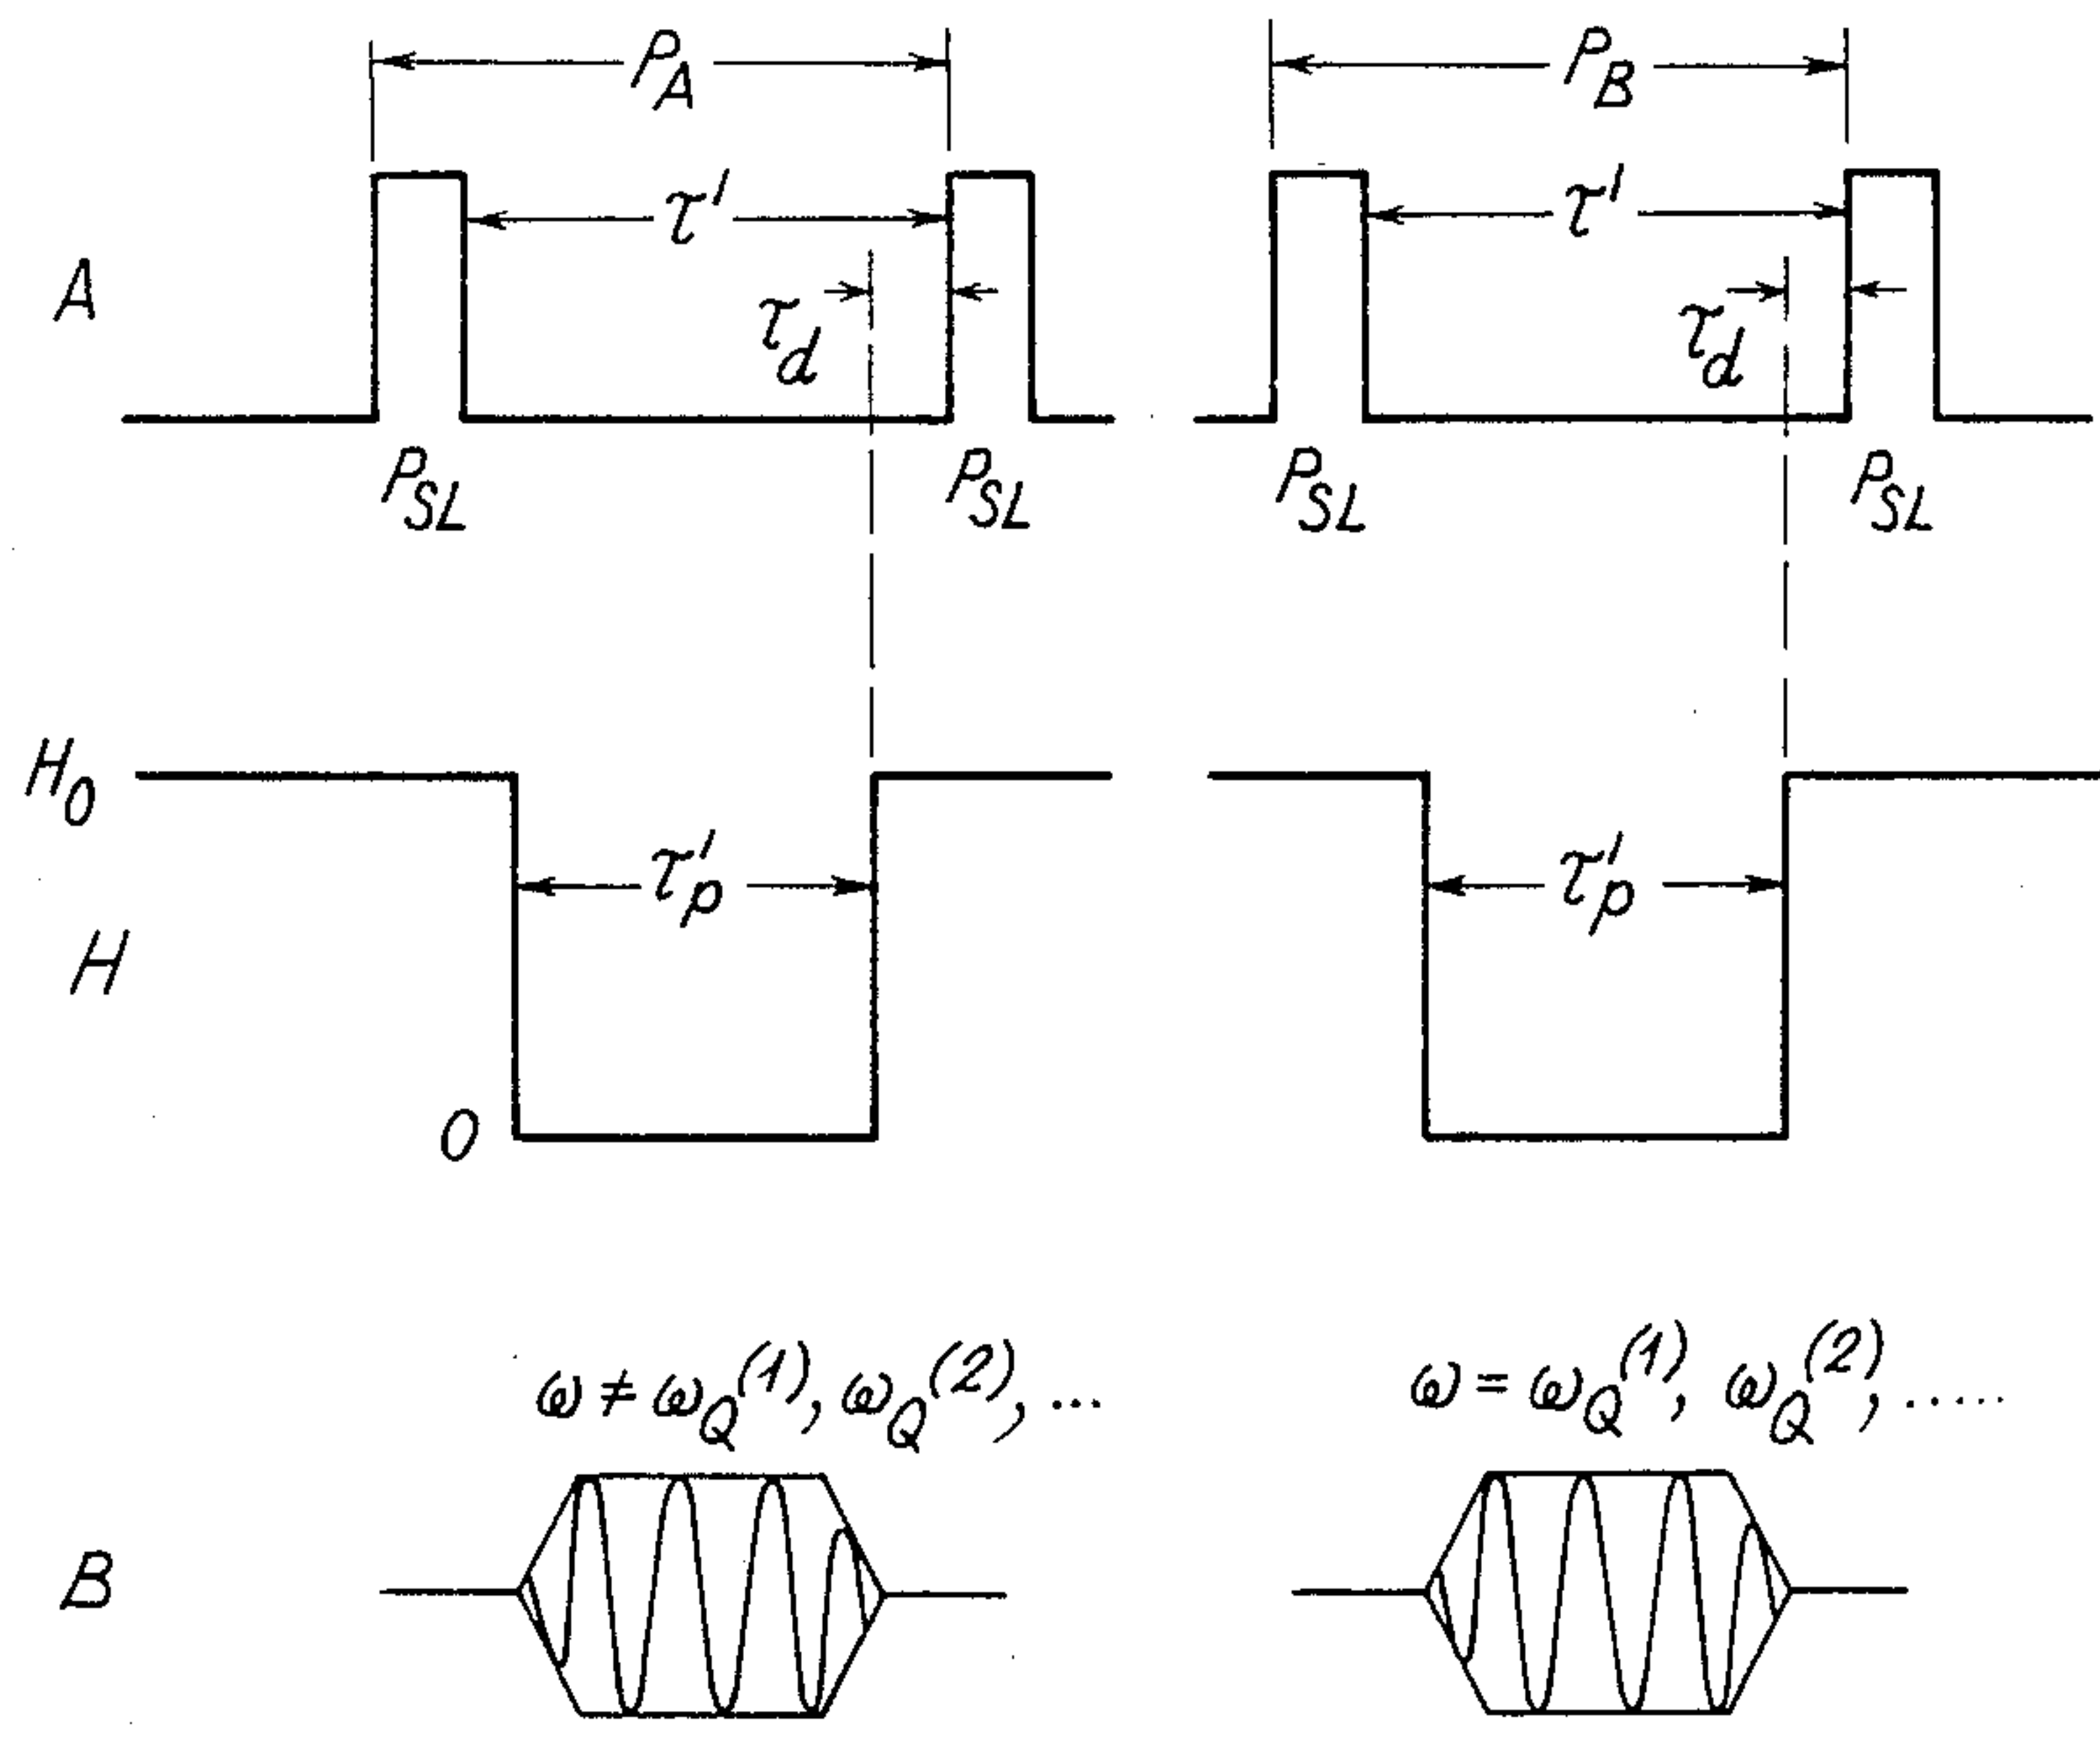 P_A P_B
τ' τ'
A τ_d τ_d
P_SL P_SL P_SL P_SL
H_0
τ'_p τ'_p
H
0
ω ≠ ω_Q^(1), ω_Q^(2), ... ω = ω_Q^(1), ω_Q^(2), .....
B